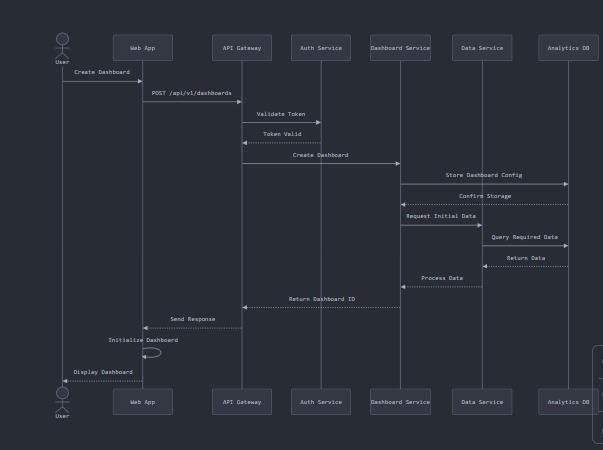 Web App
API Gateway
Auth Service
Dashboard Service
Data Service
Analytics DB
User
Create Dashboard
POST /api/v1/dashboards
Validate Token
Token Valid
Create Dashboard
Store Dashboard Config
Confirm Storage
Request Initial Data
Query Required Data
Return Data
Process Data
Return Dashboard ID
Send Response
Initialize Dashboard
Display Dashboard
Web App
API Gateway
Auth Service
Dashboard Service
Data Service
Analytics DB
User